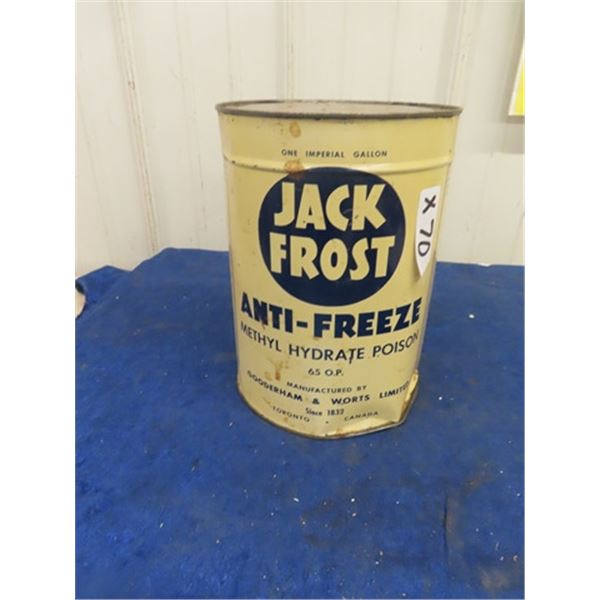 ONE IMPERIAL GALLON
JACK
FROST
ANTI-FREEZE
METHYL HYDRATE POISON
65 O.P.
MANUFACTURED BY
GOODERHAM & WORTS LIMITED
Since 1832
TORONTO · CANADA
X 70